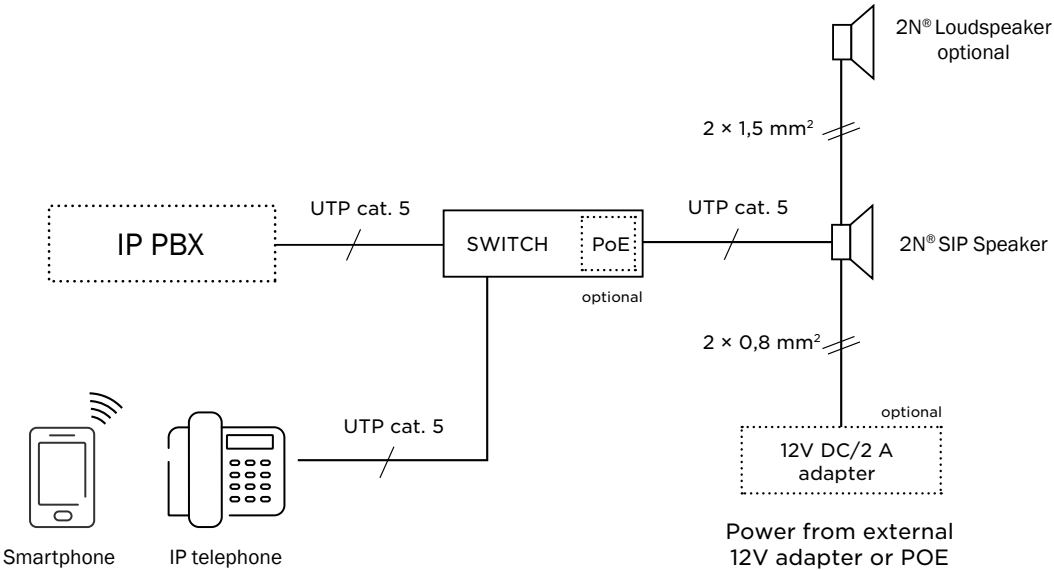 2N® Loudspeaker
optional
2 × 1,5 mm²
UTP cat. 5
UTP cat. 5
IP PBX
SWITCH
PoE
2N® SIP Speaker
optional
2 × 0,8 mm²
optional
UTP cat. 5
12V DC/2 A
adapter
Power from external
12V adapter or POE
Smartphone
IP telephone